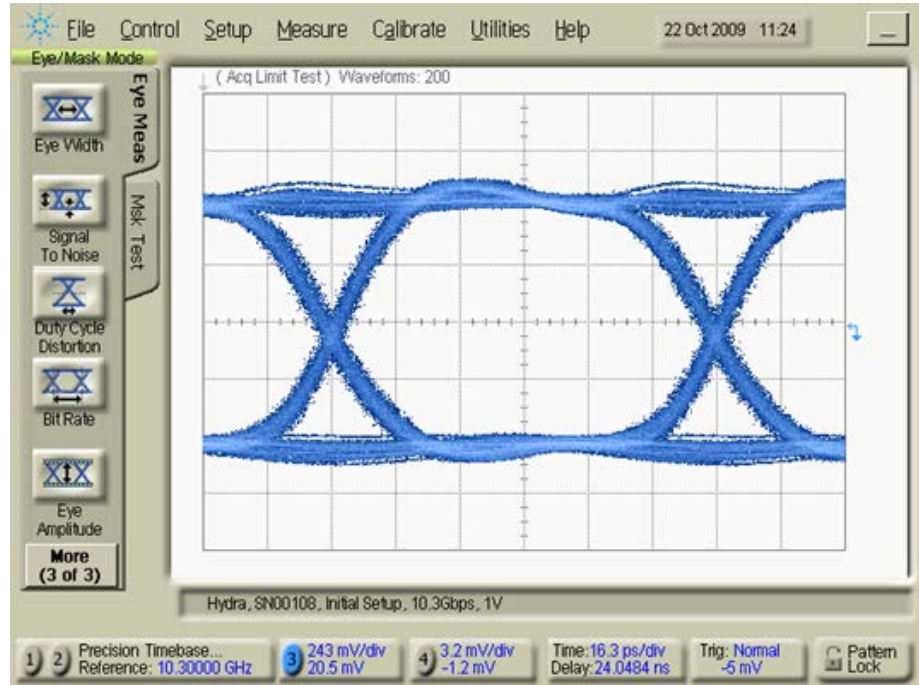 File Control Setup Measure Calibrate Utilities Help 22 Oct 2009 11:24
Eye/Mask Mode
Eye Meas
Msk Test
(Acq Limit Test) Waveforms: 200
Eye Width
Signal
To Noise
Duty Cycle
Distortion
Bit Rate
Eye
Amplitude
More
(3 of 3)
Hydra, SN00108, Initial Setup, 10.3Gbps, 1V
1 2 Precision Timebase...
Reference: 10.30000 GHz
3 243 mV/div
20.5 mV
4 3.2 mV/div
-1.2 mV
Time:16.3 ps/div
Delay:24.0484 ns
Trig: Normal
-5 mV
Pattern
Lock